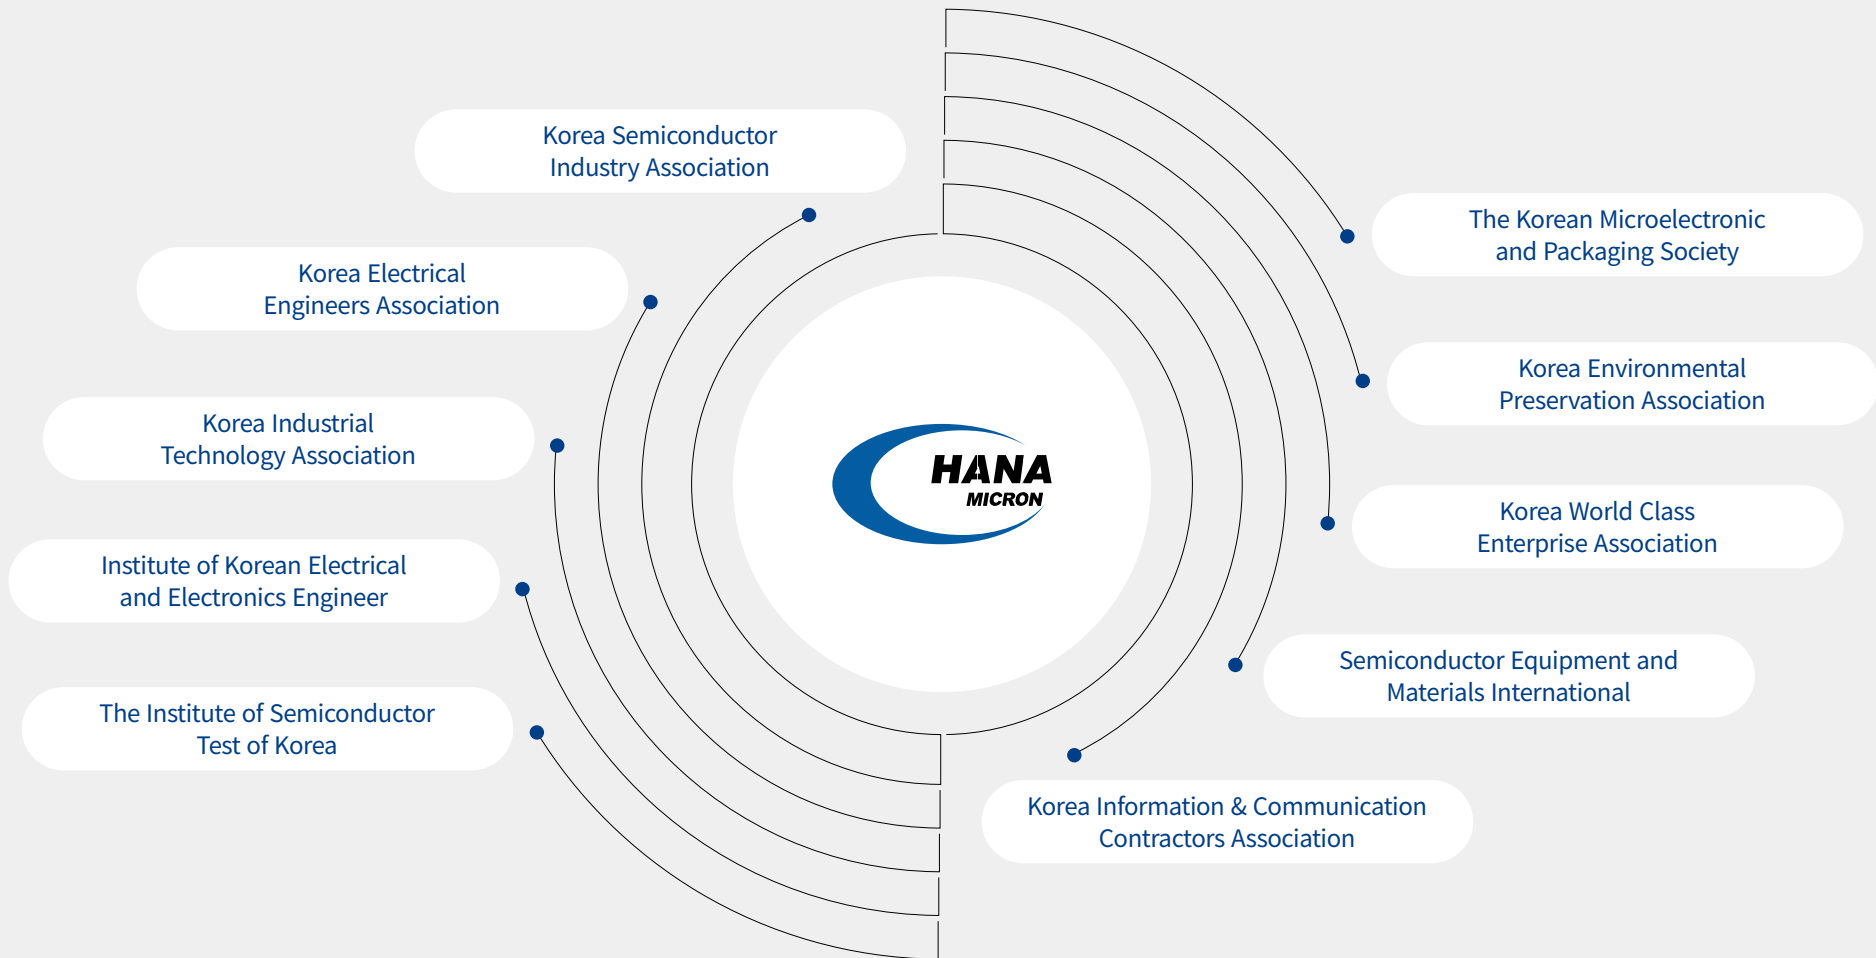 Korea Semiconductor
Industry Association
Korea Electrical
Engineers Association
Korea Industrial
Technology Association
Institute of Korean Electrical
and Electronics Engineer
The Institute of Semiconductor
Test of Korea
HANA
MICRON
The Korean Microelectronic
and Packaging Society
Korea Environmental
Preservation Association
Korea World Class
Enterprise Association
Semiconductor Equipment and
Materials International
Korea Information & Communication
Contractors Association